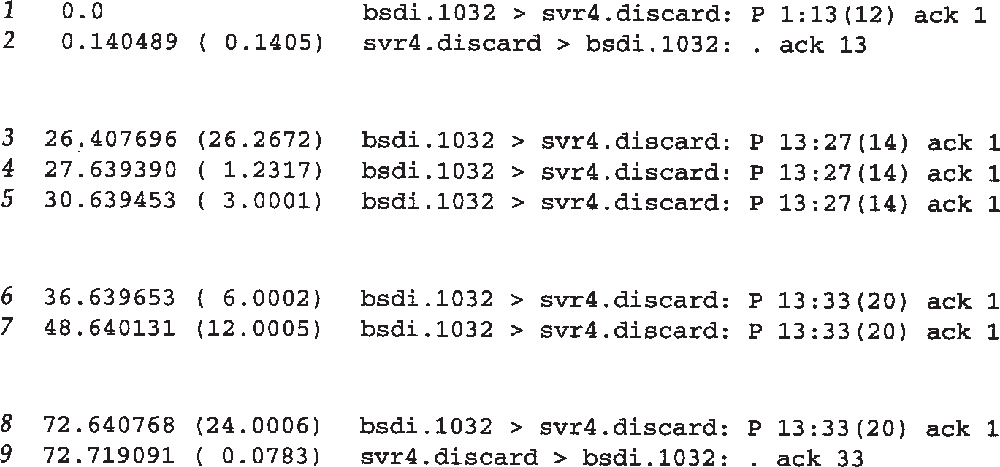 1 0.0 bsdi.1032 > svr4.discard: P 1:13(12) ack 1
2 0.140489 ( 0.1405) svr4.discard > bsdi.1032: . ack 13
3 26.407696 (26.2672) bsdi.1032 > svr4.discard: P 13:27(14) ack 1
4 27.639390 ( 1.2317) bsdi.1032 > svr4.discard: P 13:27(14) ack 1
5 30.639453 ( 3.0001) bsdi.1032 > svr4.discard: P 13:27(14) ack 1
6 36.639653 ( 6.0002) bsdi.1032 > svr4.discard: P 13:33(20) ack 1
7 48.640131 (12.0005) bsdi.1032 > svr4.discard: P 13:33(20) ack 1
8 72.640768 (24.0006) bsdi.1032 > svr4.discard: P 13:33(20) ack 1
9 72.719091 ( 0.0783) svr4.discard > bsdi.1032: . ack 33